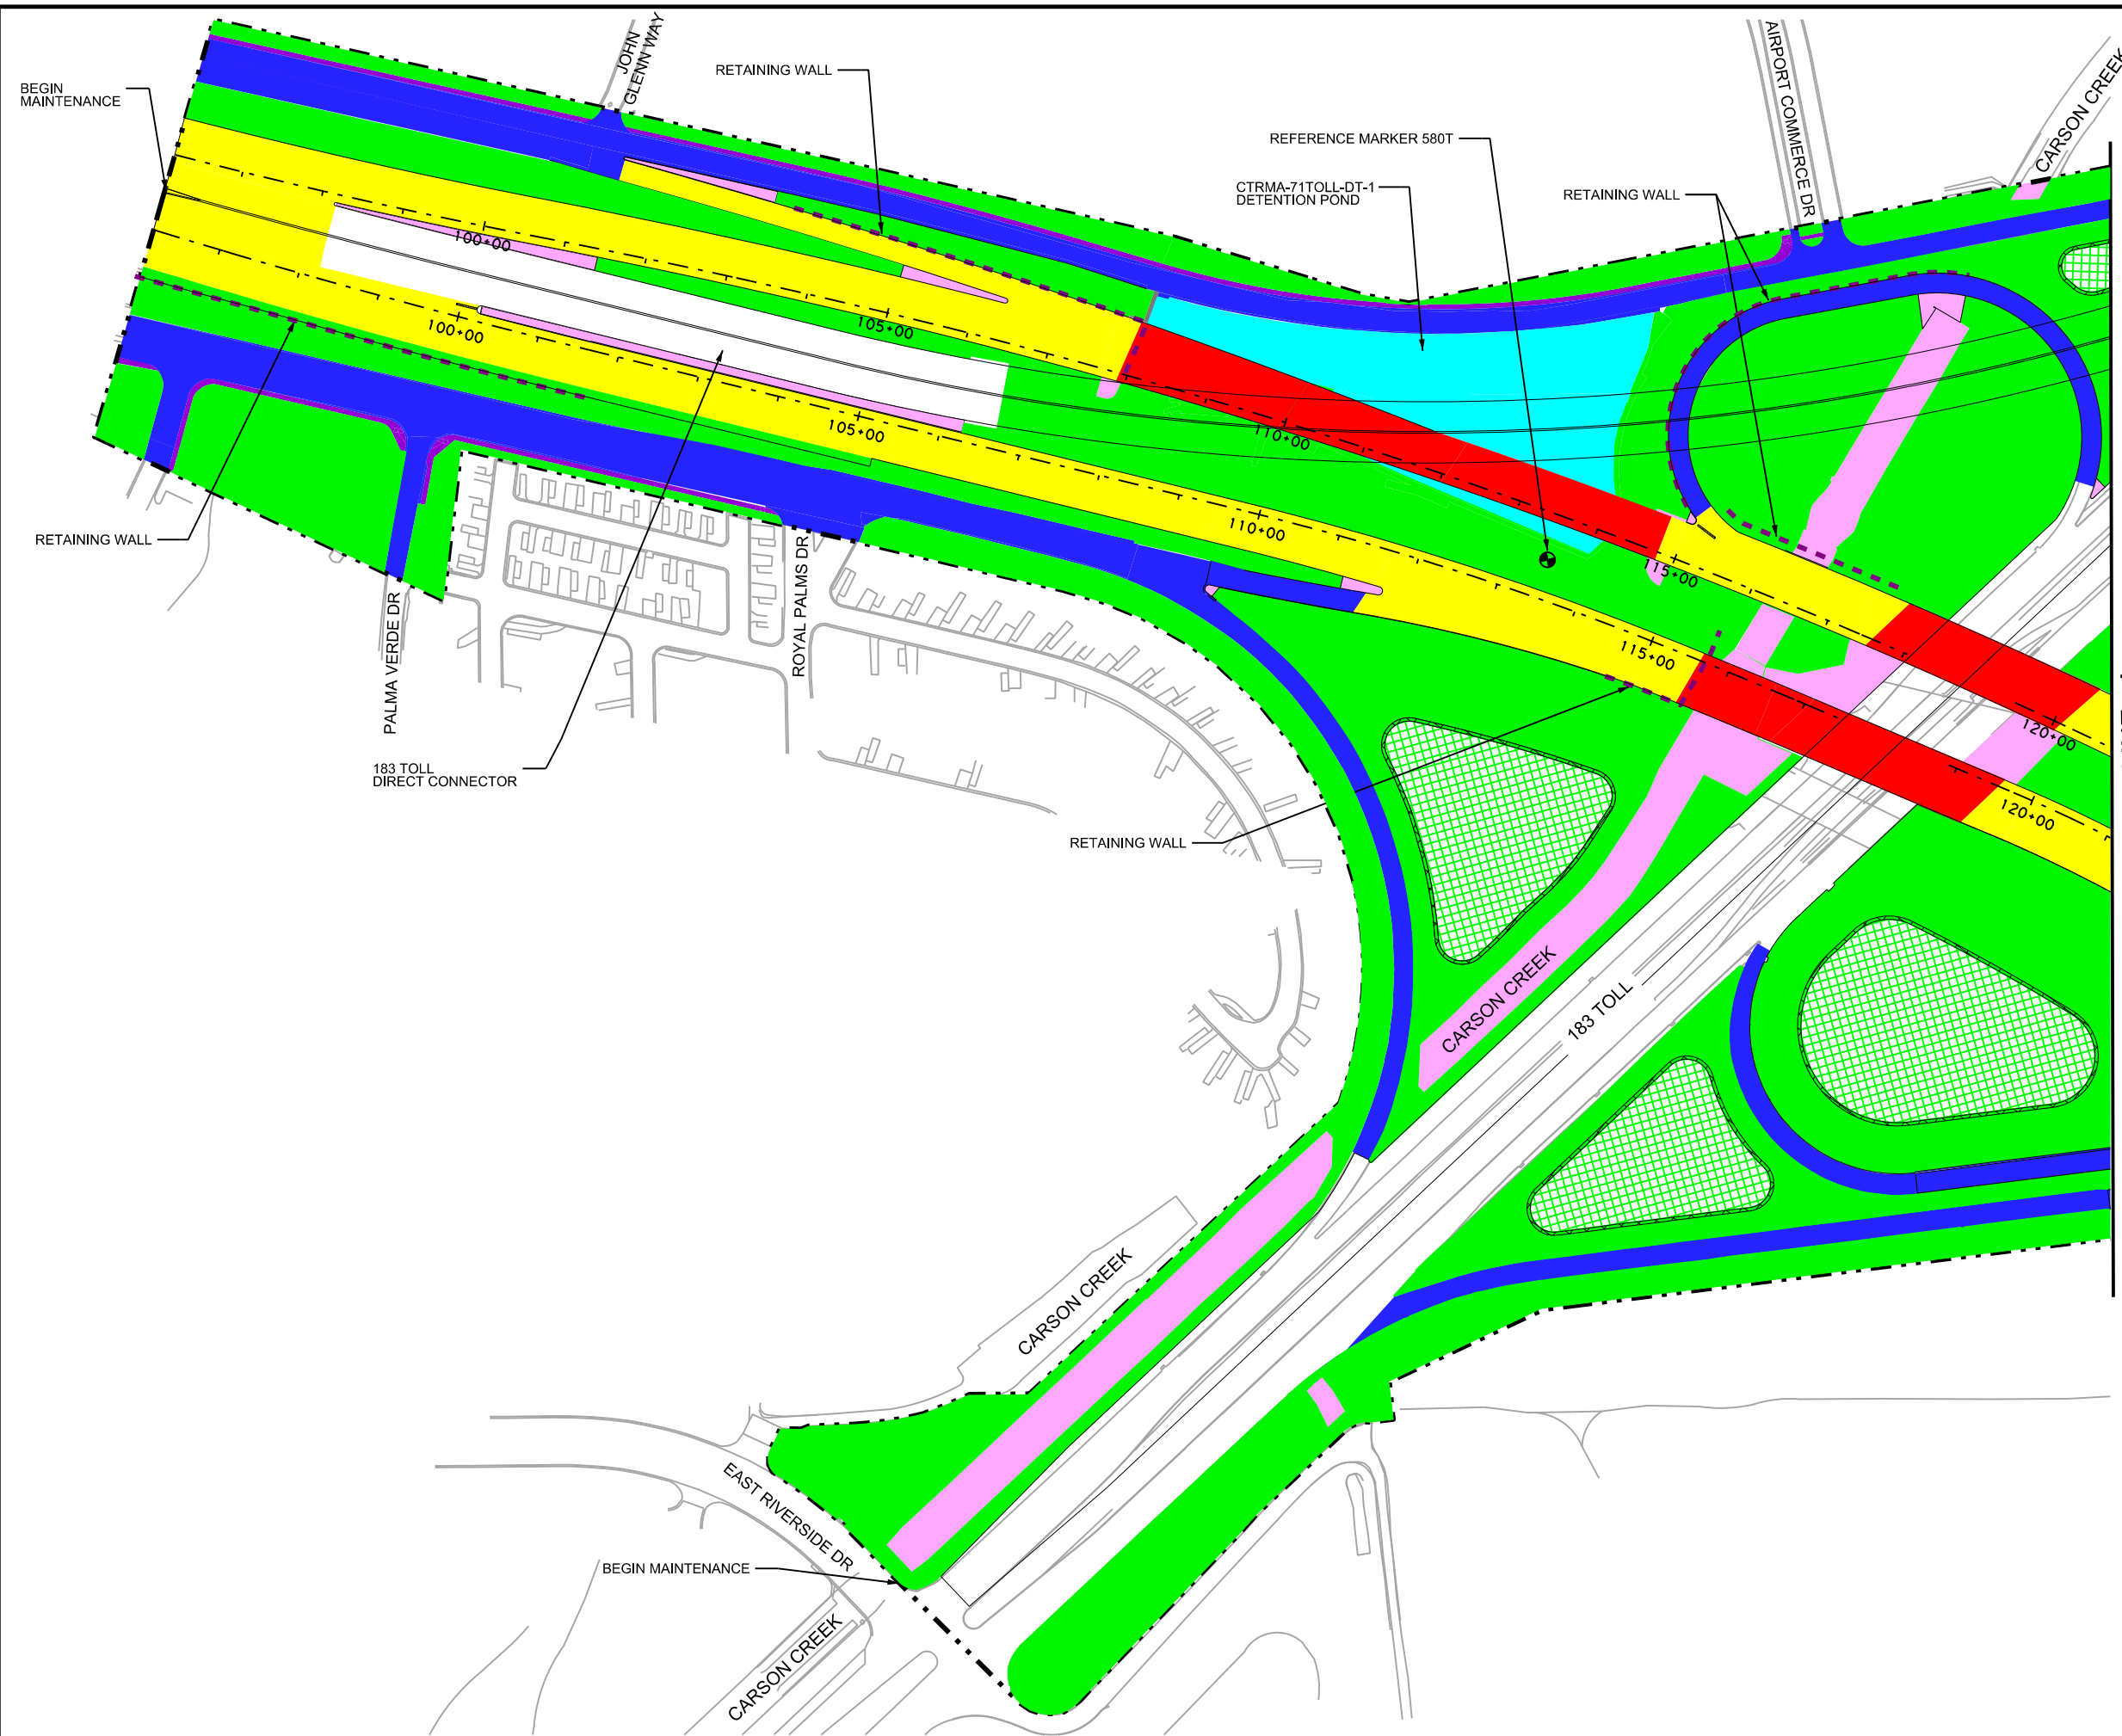 JOHN
GLENN WAY
BEGIN
MAINTENANCE
RETAINING WALL
AIRPORT COMMERCE DR
CARSON CREEK
REFERENCE MARKER 580T
CTRMA-71TOLL-DT-1
DETENTION POND
RETAINING WALL
100+00
105+00
100+00
105+00
110+00
110+00
115+00
115+00
120+00
120+00
RETAINING WALL
PALMA VERDE DR
ROYAL PALMS DR
183 TOLL
DIRECT CONNECTOR
RETAINING WALL
CARSON CREEK
183 TOLL
CARSON CREEK
EAST RIVERSIDE DR
BEGIN MAINTENANCE
CARSON CREEK